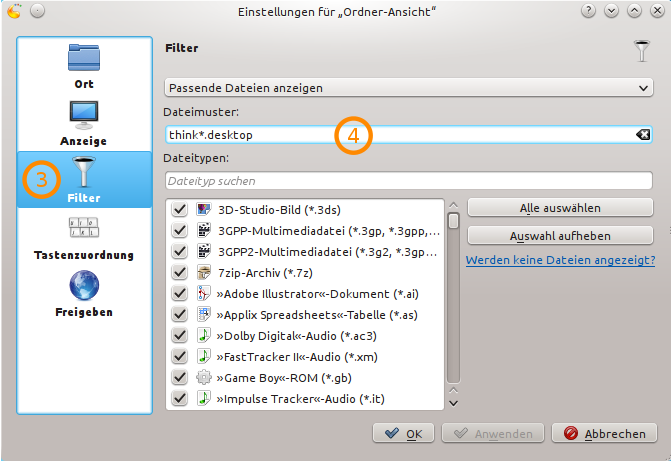 Einstellungen für „Ordner-Ansicht“
Ort
Anzeige
3
Filter
Tastenzuordnung
Freigeben
Filter
Passende Dateien anzeigen
Dateimuster:
think*.desktop
4
Dateitypen:
Dateityp suchen
3D-Studio-Bild (*.3ds)
3GPP-Multimediadatei (*.3gp, *.3gpp,...
3GPP2-Multimediadatei (*.3g2, *.3gp...
7zip-Archiv (*.7z)
»Adobe Illustrator«-Dokument (*.ai)
»Applix Spreadsheets«-Tabelle (*.as)
»Dolby Digital«-Audio (*.ac3)
»FastTracker II«-Audio (*.xm)
»Game Boy«-ROM (*.gb)
»Impulse Tracker«-Audio (*.it)
Alle auswählen
Auswahl aufheben
Werden keine Dateien angezeigt?
OK
Anwenden
Abbrechen